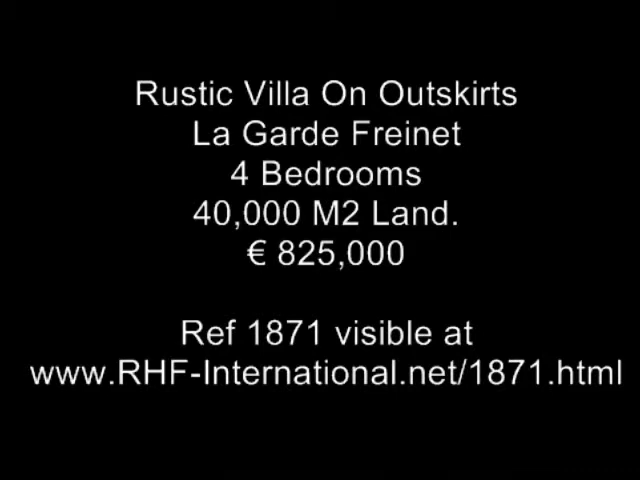 Rustic Villa On Outskirts
La Garde Freinet
4 Bedrooms
40,000 M2 Land.
€ 825,000
Ref 1871 visible at
www.RHF-International.net/1871.html